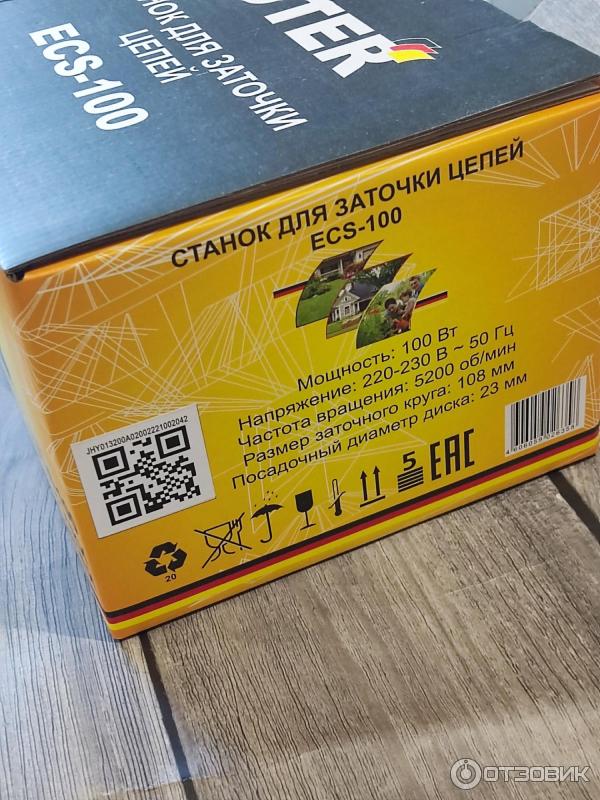 UTER
СТАНОК ДЛЯ ЗАТОЧКИ
ЦЕПЕЙ
ECS-100
СТАНОК ДЛЯ ЗАТОЧКИ ЦЕПЕЙ
ECS-100
Мощность: 100 Вт
Напряжение: 220-230 В ~ 50 Гц
Частота вращения: 5200 об/мин
Размер заточного круга: 108 мм
Посадочный диаметр диска: 23 мм
JHY013200A02002221002042
5
EAC
20
ОТЗОВИК